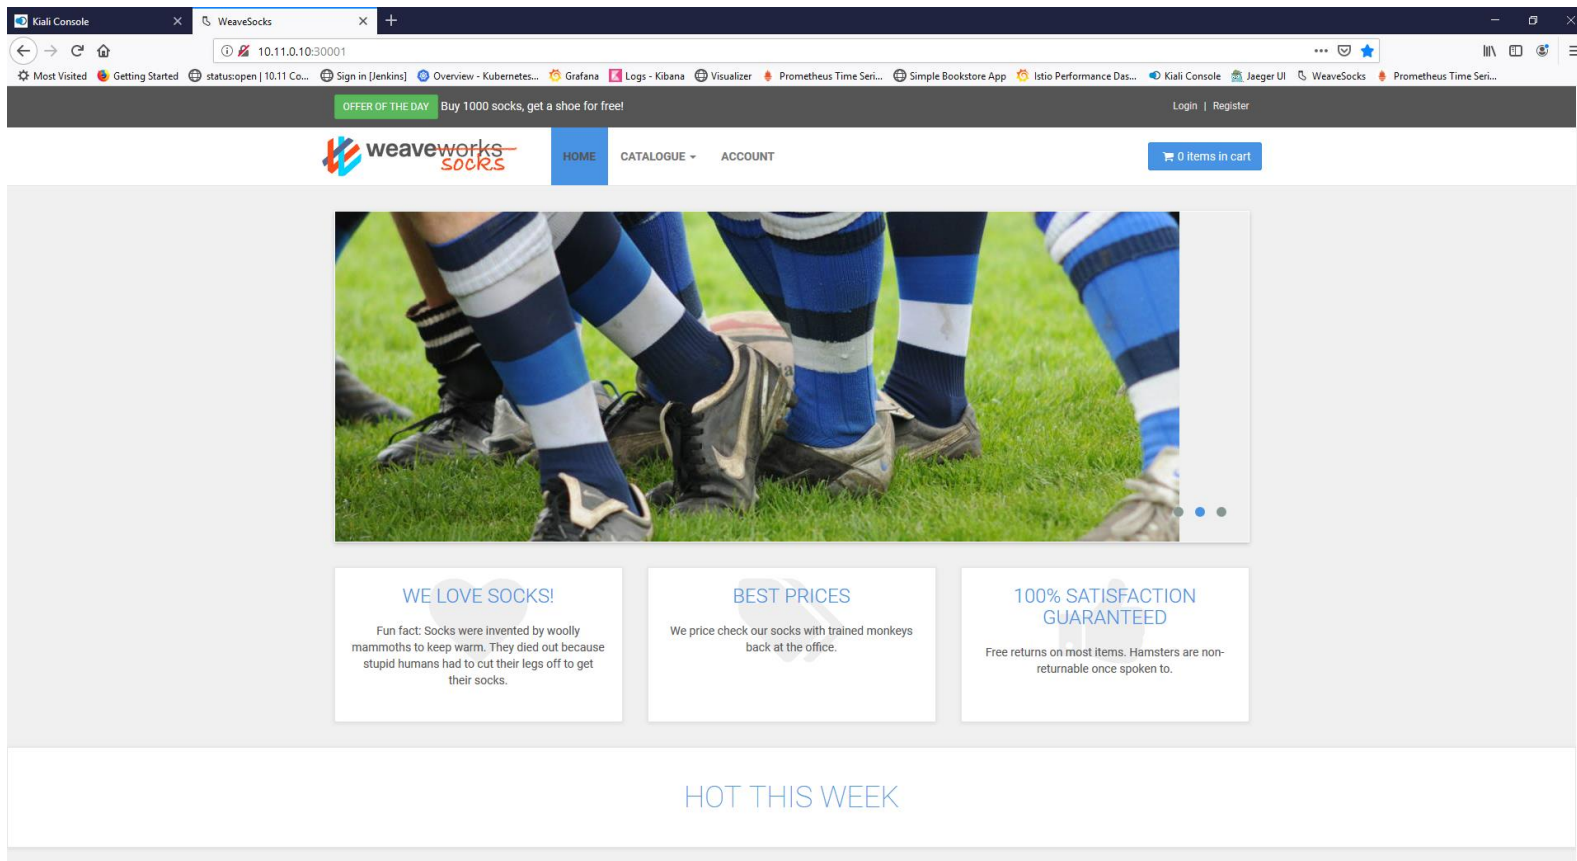 Kiali Console
WeaveSocks
10.11.0.10:30001
Most Visited
Getting Started
status:open | 10.11 Co...
Sign in [Jenkins]
Overview - Kubernetes...
Grafana
Logs - Kibana
Visualizer
Prometheus Time Seri...
Simple Bookstore App
Istio Performance Das...
Kiali Console
Jaeger UI
WeaveSocks
Prometheus Time Seri...
OFFER OF THE DAY Buy 1000 socks, get a shoe for free!
Login | Register
weaveworks
socks
HOME
CATALOGUE
ACCOUNT
0 items in cart
WE LOVE SOCKS!
Fun fact: Socks were invented by woolly
mammoths to keep warm. They died out because
stupid humans had to cut their legs off to get
their socks.
BEST PRICES
We price check our socks with trained monkeys
back at the office.
100% SATISFACTION
GUARANTEED
Free returns on most items. Hamsters are non-
returnable once spoken to.
HOT THIS WEEK